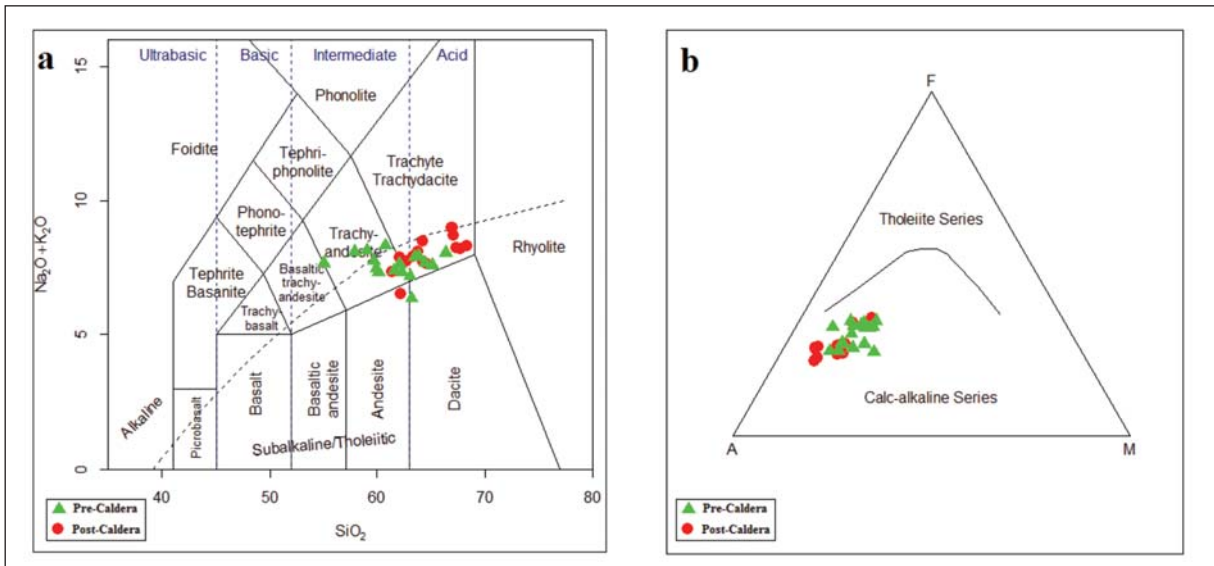 a
Ultrabasic
Basic
Intermediate
Acid
Phonolite
Foidite
Tephri-
phonolite
Trachyte
Trachydacite
Phono-
tephrite
Trachy-
andesite
Rhyolite
Tephrite
Basanite
Basaltic
trachy-
andesite
Trachy-
basalt
Alkaline
Picrobasalt
Basalt
Basaltic
andesite
Andesite
Dacite
Subalkaline/Tholeiitic
Na₂O + K₂O
0
5
10
15
40
50
60
70
80
SiO₂
Pre-Caldera
Post-Caldera
b
F
Tholeiite Series
Calc-alkaline Series
A
M
Pre-Caldera
Post-Caldera